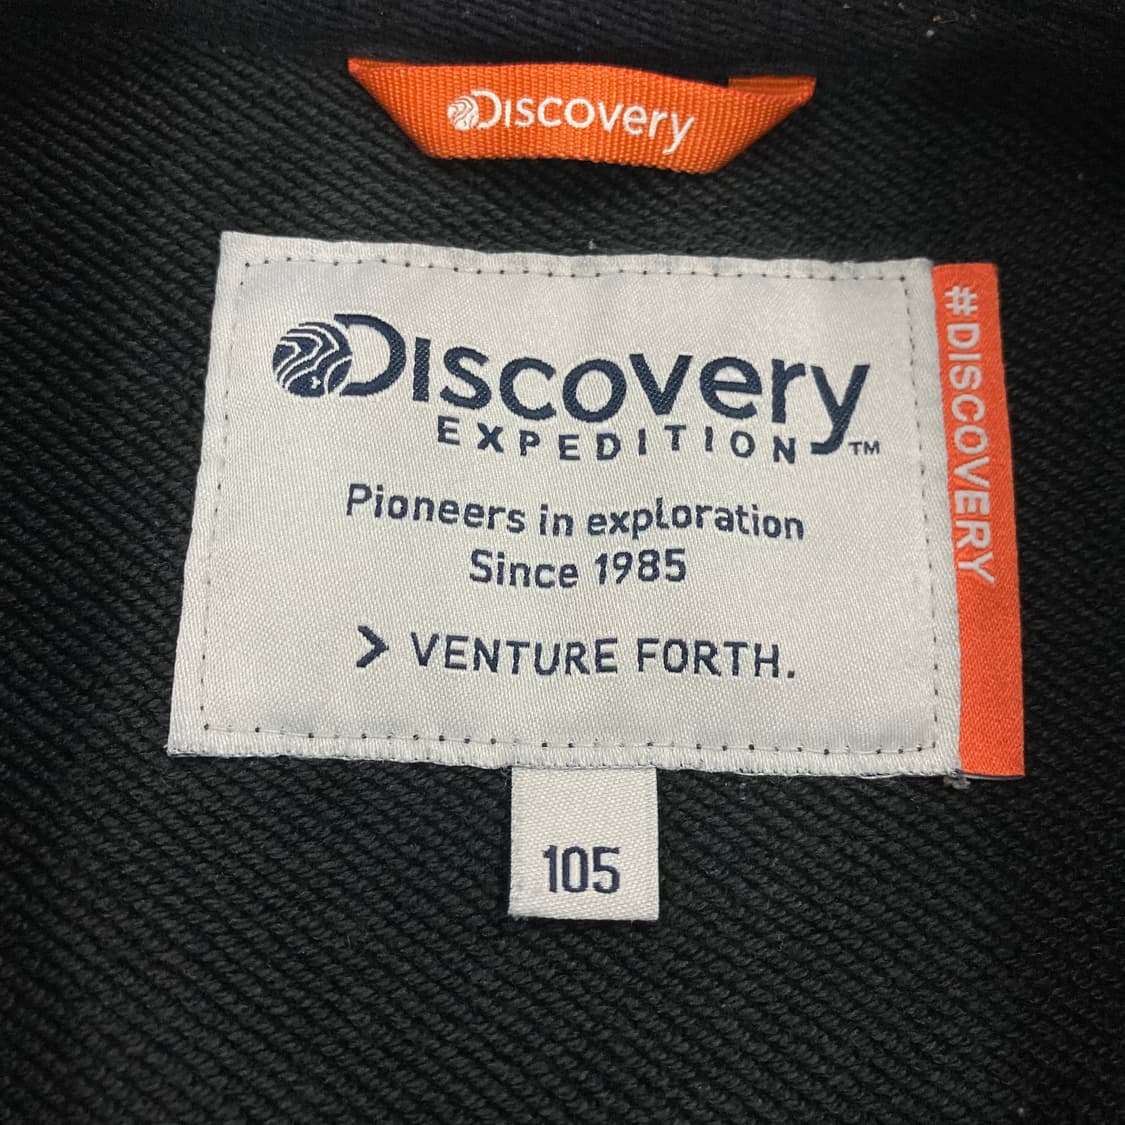 Discovery
Discovery
EXPEDITION™
Pioneers in exploration
Since 1985
> VENTURE FORTH.
#DISCOVERY
105